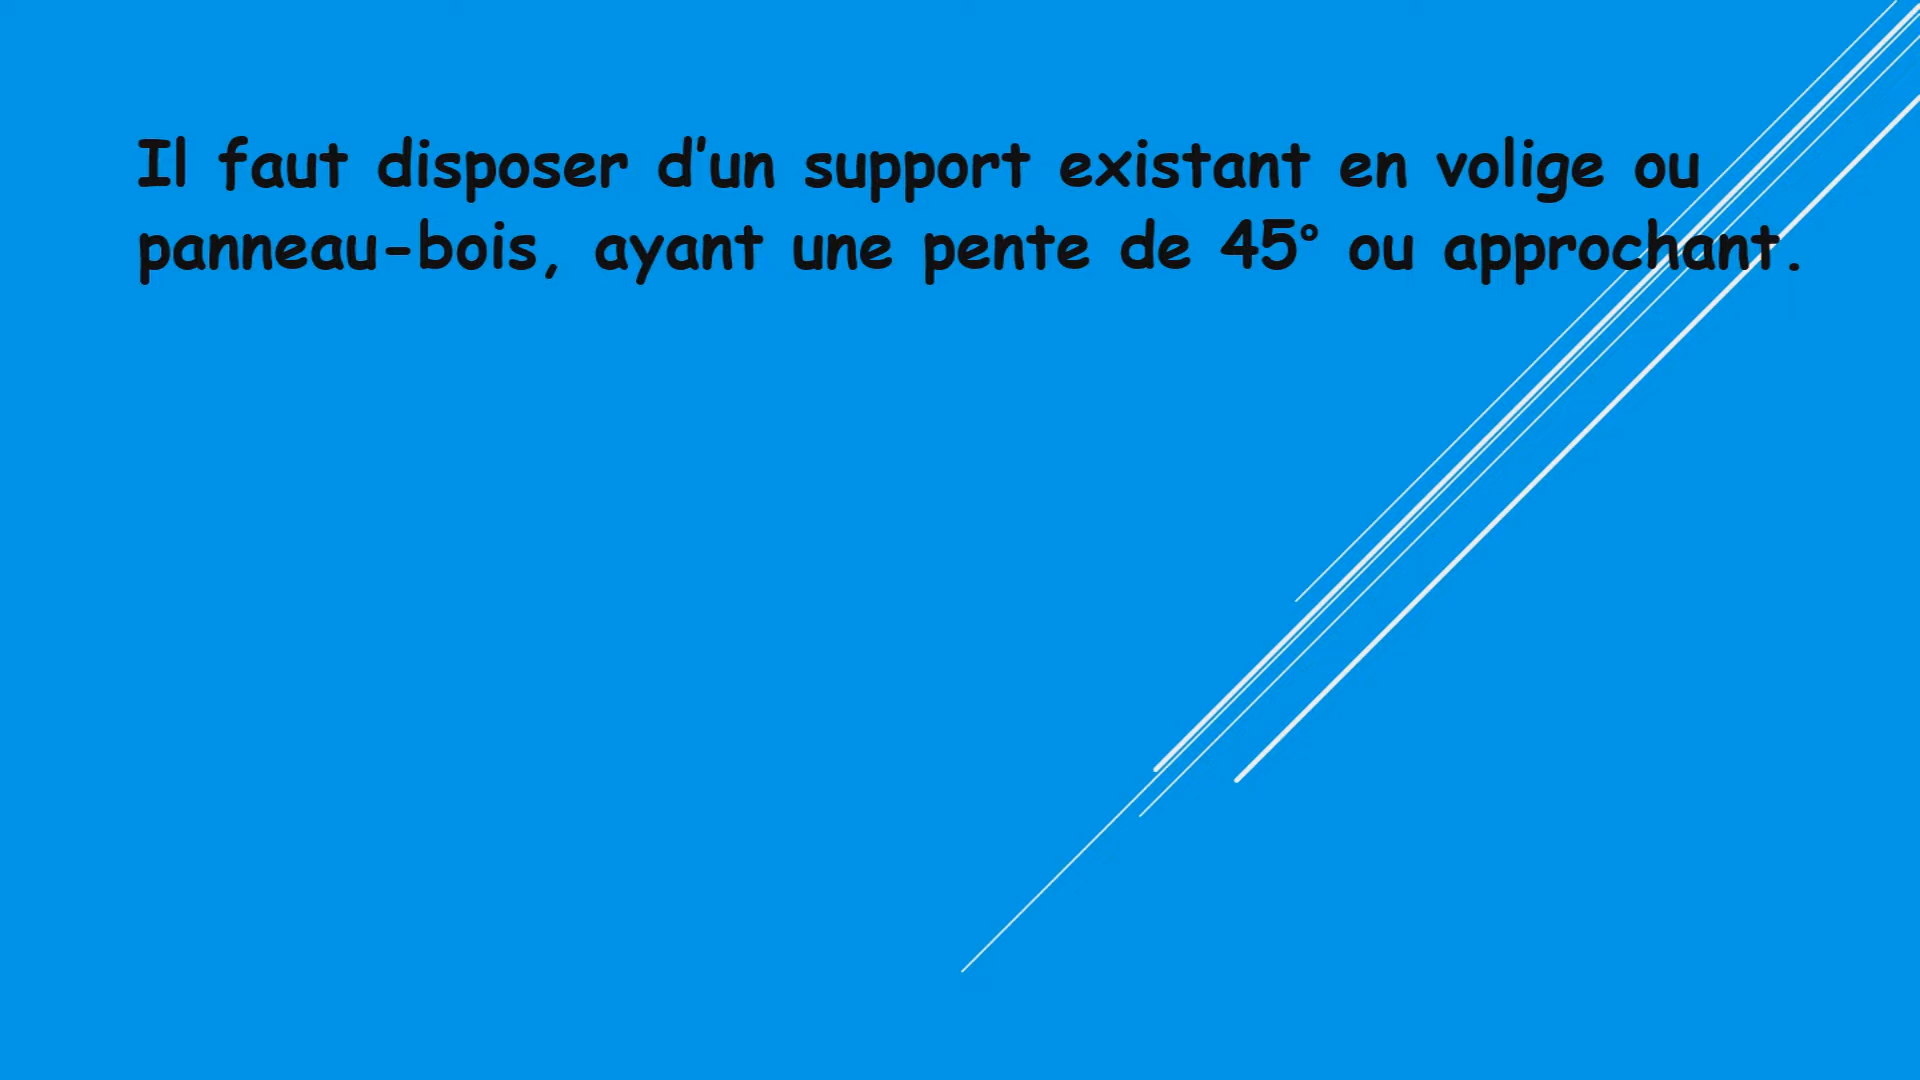 Il faut disposer d'un support existant en volige ou
panneau-bois, ayant une pente de 45° ou approchant.